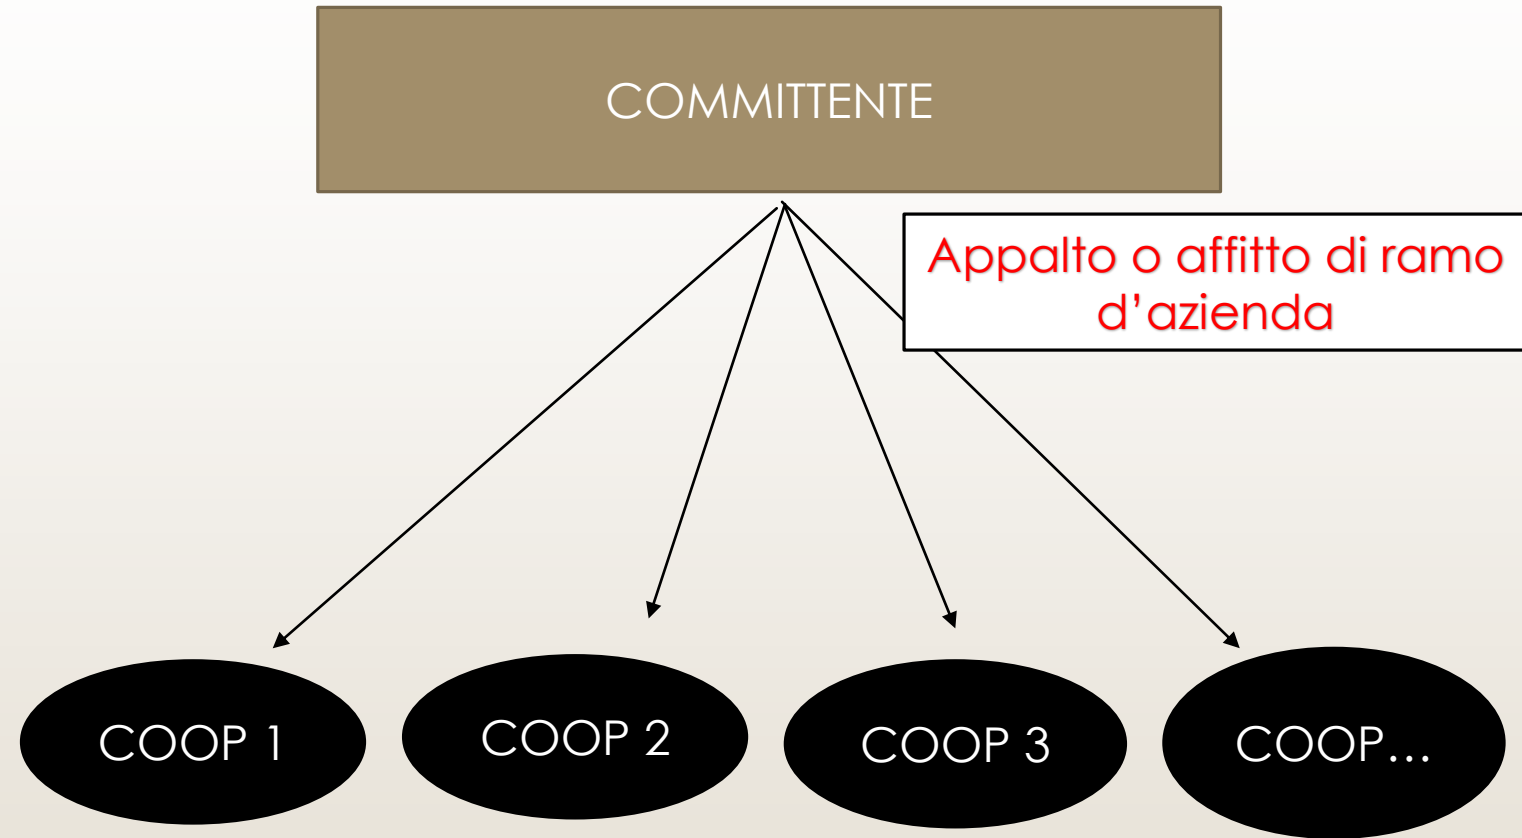 COMMITTENTE
Appalto o affitto di ramo
d’azienda
COOP 1
COOP 2
COOP 3
COOP…